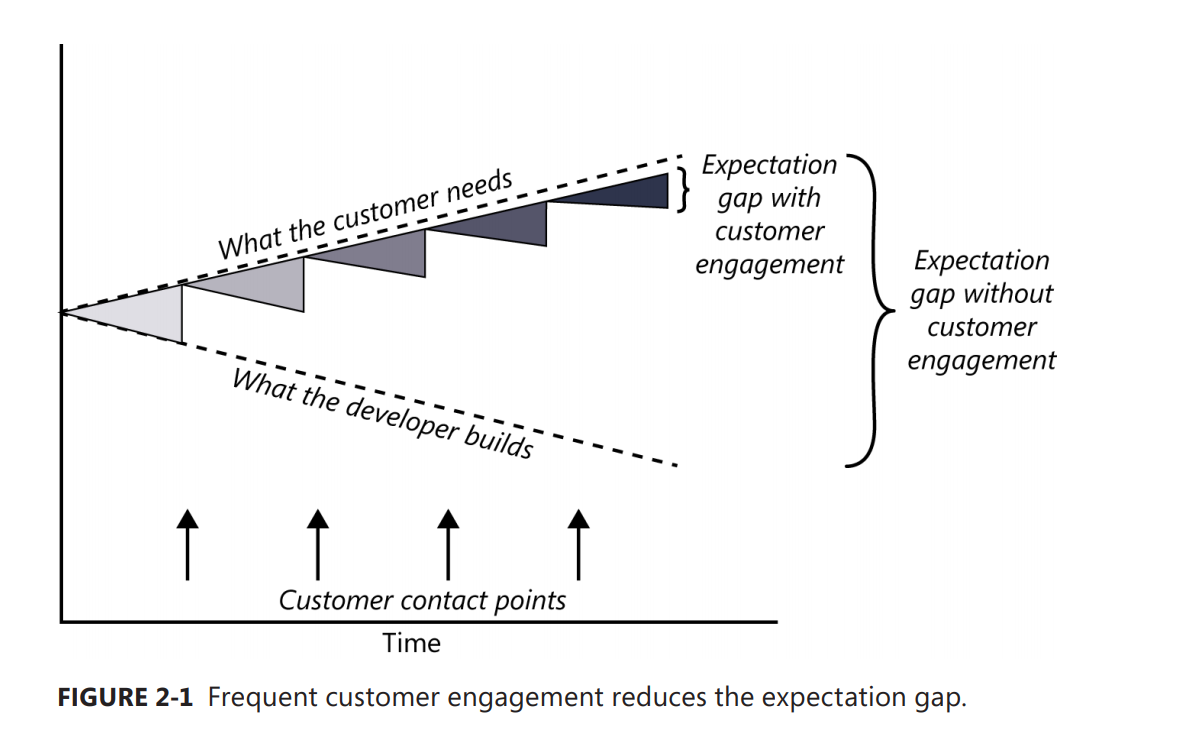 What the customer needs
Expectation
gap with
customer
engagement
Expectation
gap without
customer
engagement
What the developer builds
Customer contact points
Time
FIGURE 2-1 Frequent customer engagement reduces the expectation gap.